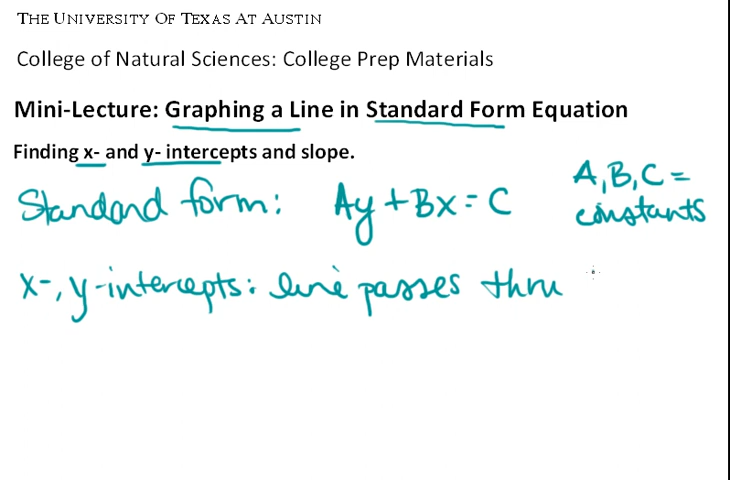 THE UNIVERSITY OF TEXAS AT AUSTIN
College of Natural Sciences: College Prep Materials
Mini-Lecture: Graphing a Line in Standard Form Equation
Finding x- and y- intercepts and slope.
Standard form: Ay + Bx = C
A, B, C = constants
x-, y-intercepts: line passes thru